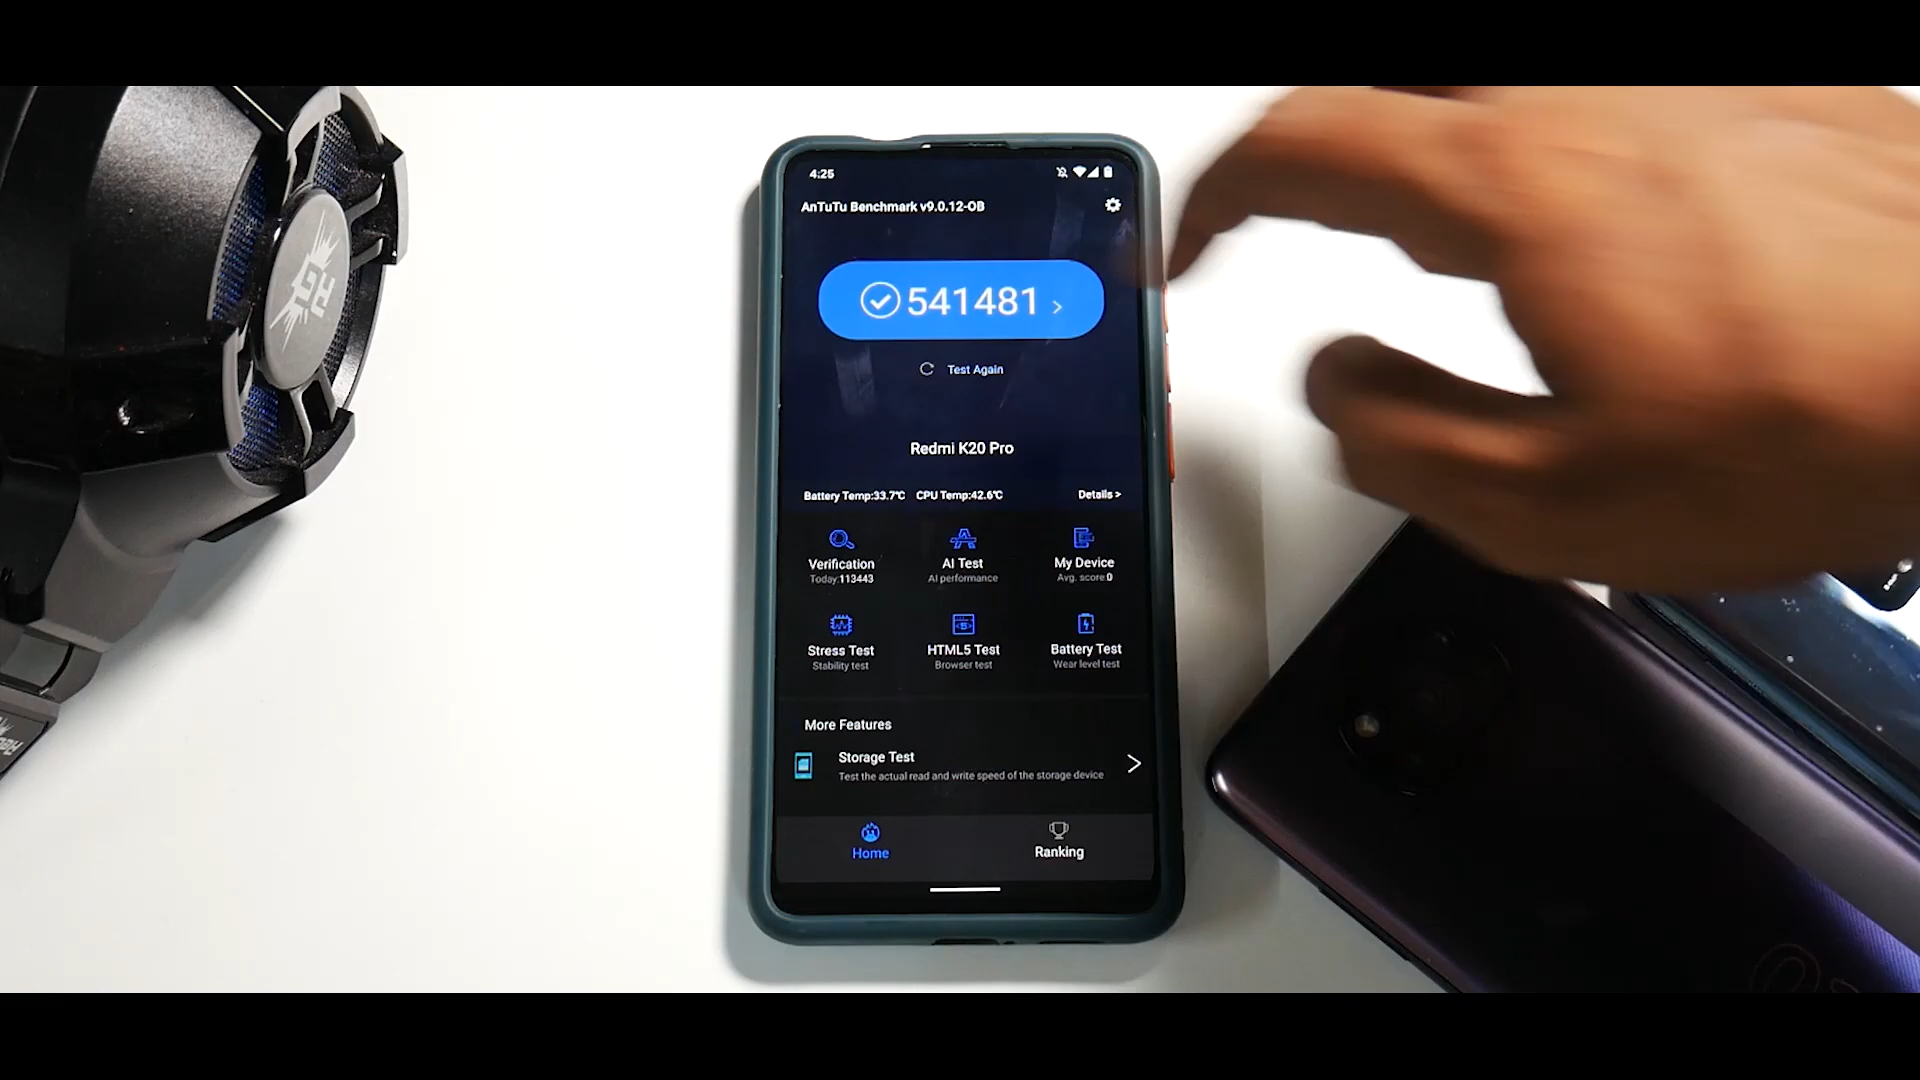 4:25
AnTuTu Benchmark v9.0.12-OB
541481 >
Test Again
Redmi K20 Pro
Battery Temp:33.7℃ CPU Temp:42.6℃ Details >
Verification AI Test My Device
Today:113443 AI performance Avg. score:0
Stress Test HTML5 Test Battery Test
Stability test Browser test Wear level test
More Features
Storage Test
Test the actual read and write speed of the storage device
Home Ranking